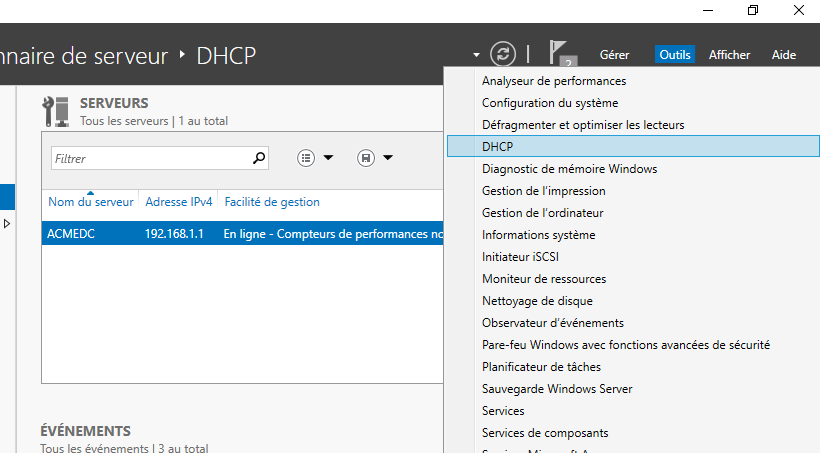 nnaire de serveur ‣ DHCP
2
Gérer
Outils
Afficher
Aide
SERVEURS
Tous les serveurs | 1 au total
Filtrer
Nom du serveur Adresse IPv4 Facilité de gestion
ACMEDC 192.168.1.1 En ligne - Compteurs de performances nc
ÉVÉNEMENTS
Tous les événements | 3 au total
Analyseur de performances
Configuration du système
Défragmenter et optimiser les lecteurs
DHCP
Diagnostic de mémoire Windows
Gestion de l'impression
Gestion de l'ordinateur
Informations système
Initiateur iSCSI
Moniteur de ressources
Nettoyage de disque
Observateur d'événements
Pare-feu Windows avec fonctions avancées de sécurité
Planificateur de tâches
Sauvegarde Windows Server
Services
Services de composants